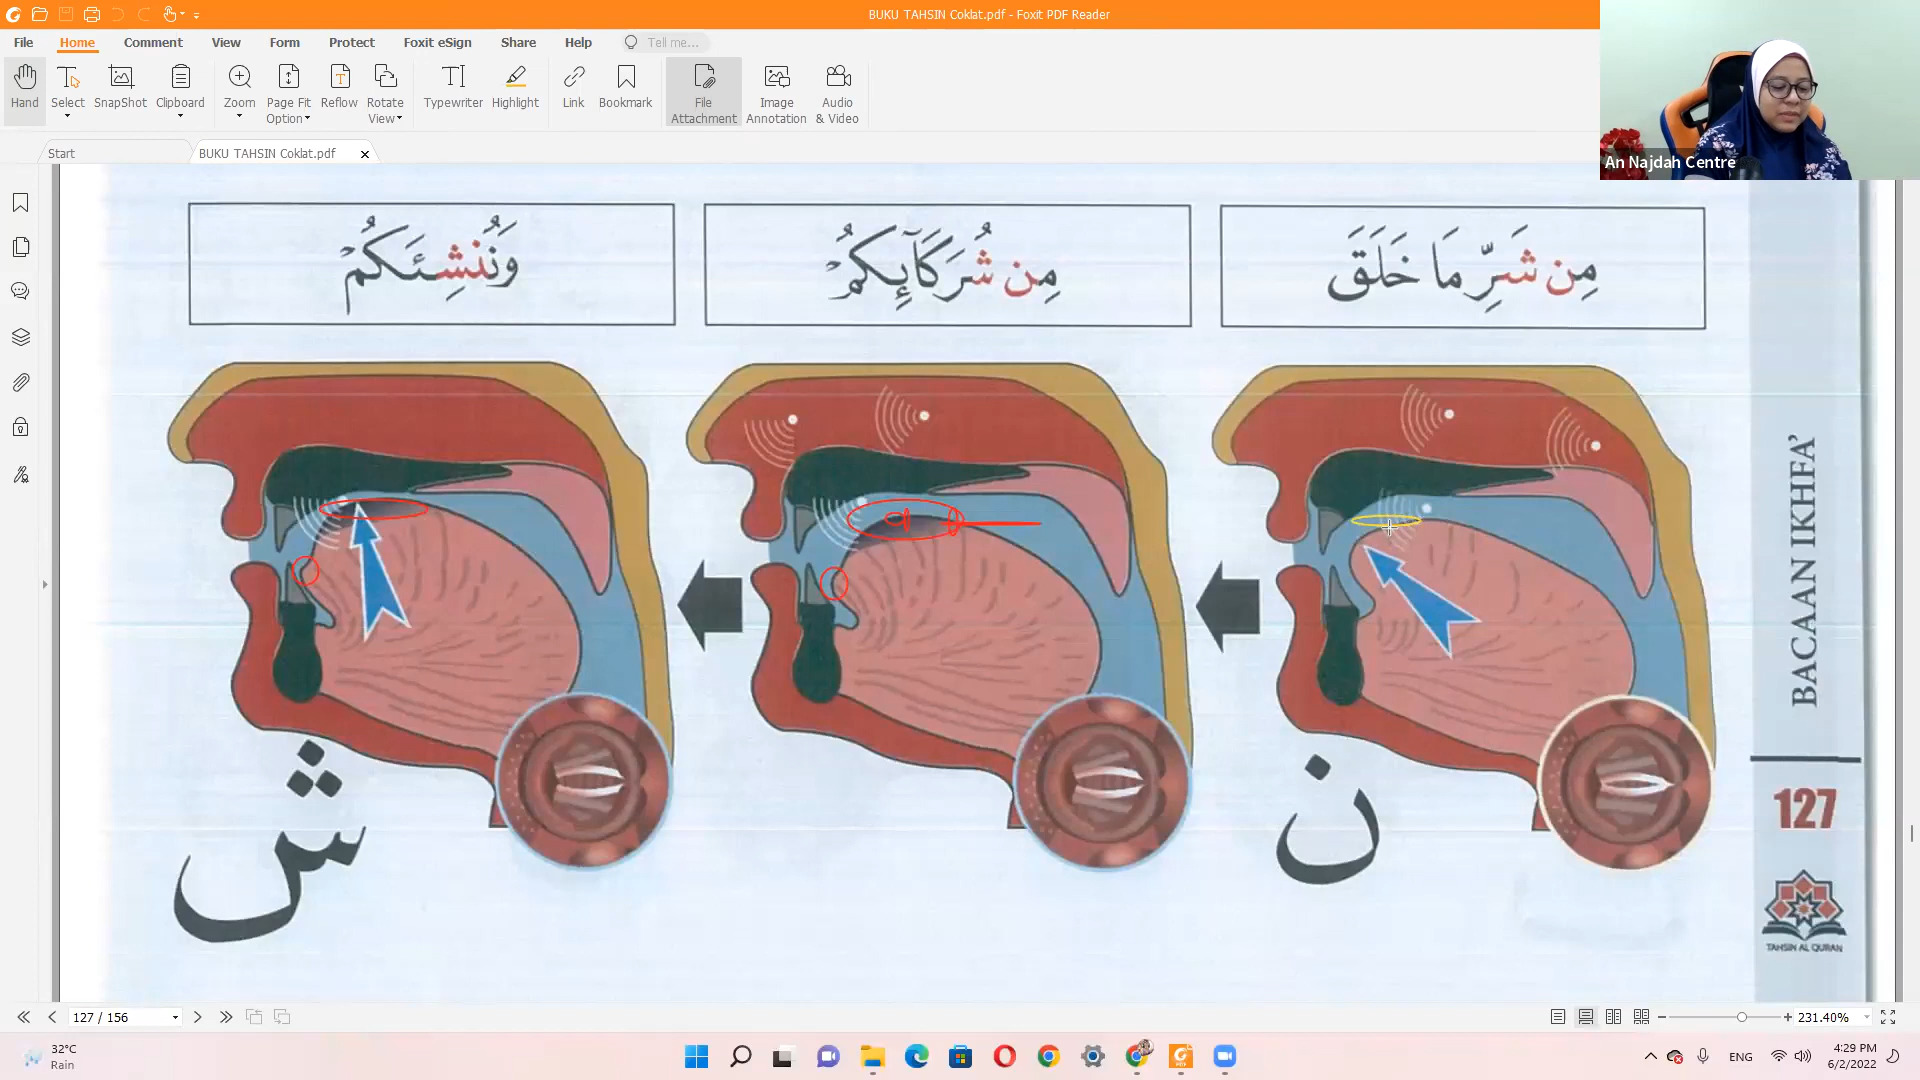 BUKU TAHSIN Coklat.pdf - Foxit PDF Reader
File Home Comment View Form Protect Foxit eSign Share Help Tell me...
Hand Select SnapShot Clipboard Zoom Page Fit Option Reflow Rotate View Typewriter Highlight Link Bookmark File Attachment Image Annotation Audio & Video
An Najdah Centre
Start BUKU TAHSIN Coklat.pdf
مِن شَرِّ مَا خَلَقَ
مِن شُرَكَآئِكُمْ
وَنُنشِئَكُمْ
BACAAN IKHFA'
ن
ش
127
TAHSIN AL QURAN
127 / 156
231.40%
32°C
Rain
ENG
4:29 PM
6/2/2022